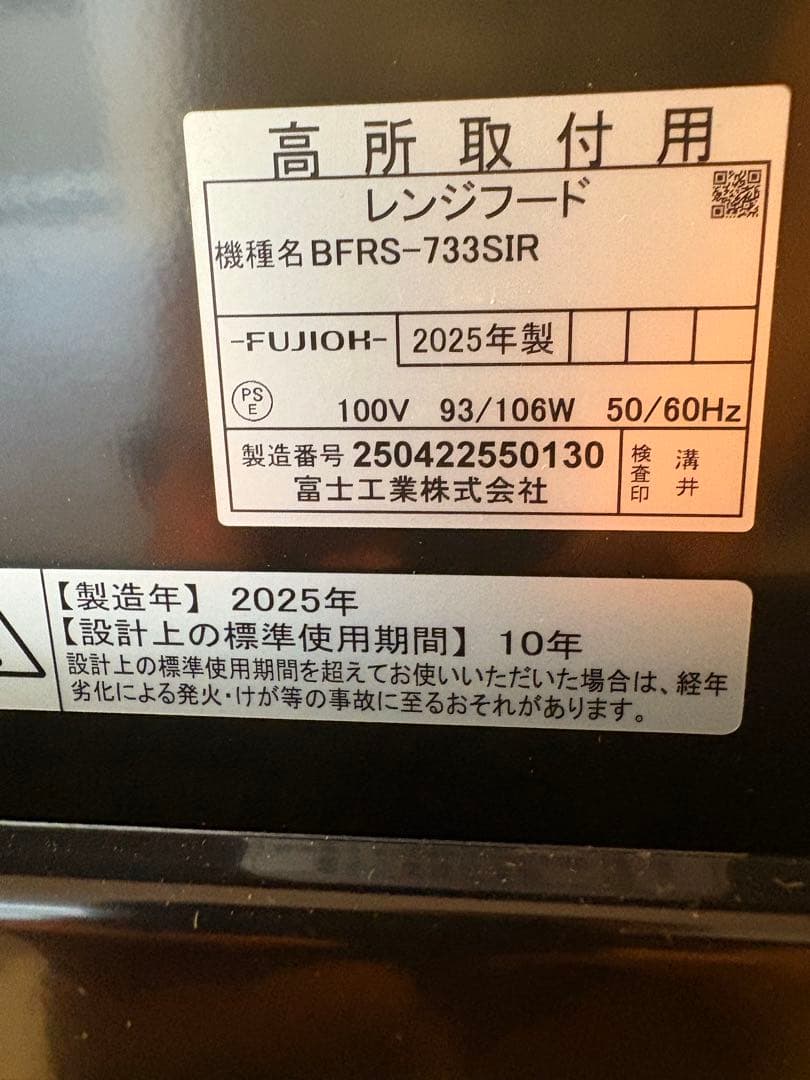 高所取付用
レンジフード
機種名 BFRS-733SIR
-FUJIOH- 2025年製
PS
E
100V 93/106W 50/60Hz
製造番号 250422550130
富士工業株式会社
検査印
溝井
【製造年】 2025年
【設計上の標準使用期間】 10年
設計上の標準使用期間を超えてお使いいただいた場合は、経年
劣化による発火・けが等の事故に至るおそれがあります。